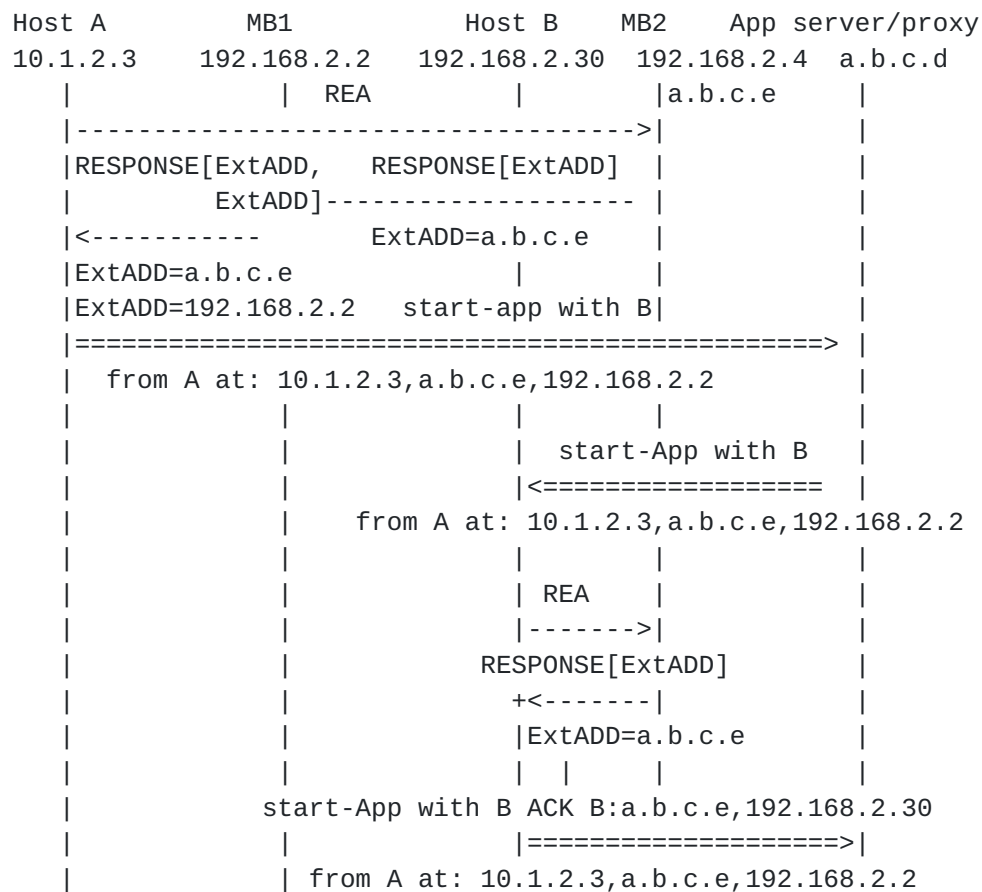 Host A         MB1           Host B    MB2    App server/proxy
10.1.2.3    192.168.2.2   192.168.2.30  192.168.2.4  a.b.c.d
   |             |  REA         |        |a.b.c.e     |
   |------------------------------------>|            |
   |RESPONSE[ExtADD,   RESPONSE[ExtADD]  |            |
   |         ExtADD]-------------------- |            |
   |<-----------       ExtADD=a.b.c.e    |            |
   |ExtADD=a.b.c.e              |        |            |
   |ExtADD=192.168.2.2   start-app with B|            |
   |================================================> |
   |  from A at: 10.1.2.3,a.b.c.e,192.168.2.2         |
   |             |              |        |            |
   |             |              |  start-App with B   |
   |             |              |<==================  |
   |             |    from A at: 10.1.2.3,a.b.c.e,192.168.2.2
   |             |              |        |            |
   |             |              | REA    |            |
   |             |              |------->|            |
   |             |            RESPONSE[ExtADD]        |
   |             |              +<-------|            |
   |             |              |ExtADD=a.b.c.e       |
   |             |              |  |     |            |
   |           start-App with B ACK B:a.b.c.e,192.168.2.30
   |             |              |====================>|
   |             | from A at: 10.1.2.3,a.b.c.e,192.168.2.2